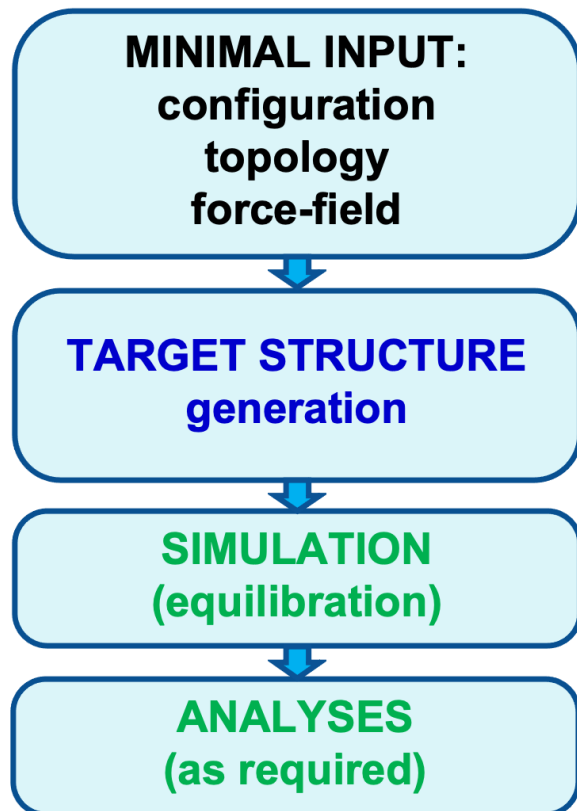 MINIMAL INPUT:
configuration
topology
force-field
TARGET STRUCTURE
generation
SIMULATION
(equilibration)
ANALYSES
(as required)